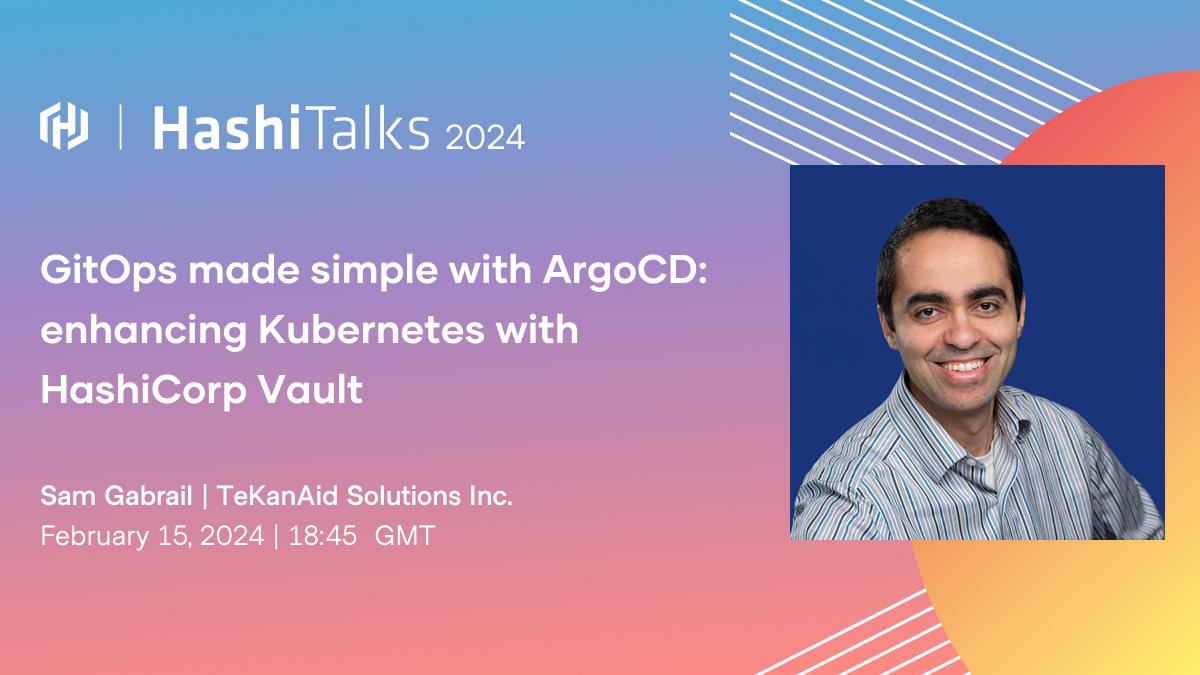 HashiTalks 2024
GitOps made simple with ArgoCD:
enhancing Kubernetes with
HashiCorp Vault
Sam Gabrail | TeKanAid Solutions Inc.
February 15, 2024 | 18:45 GMT